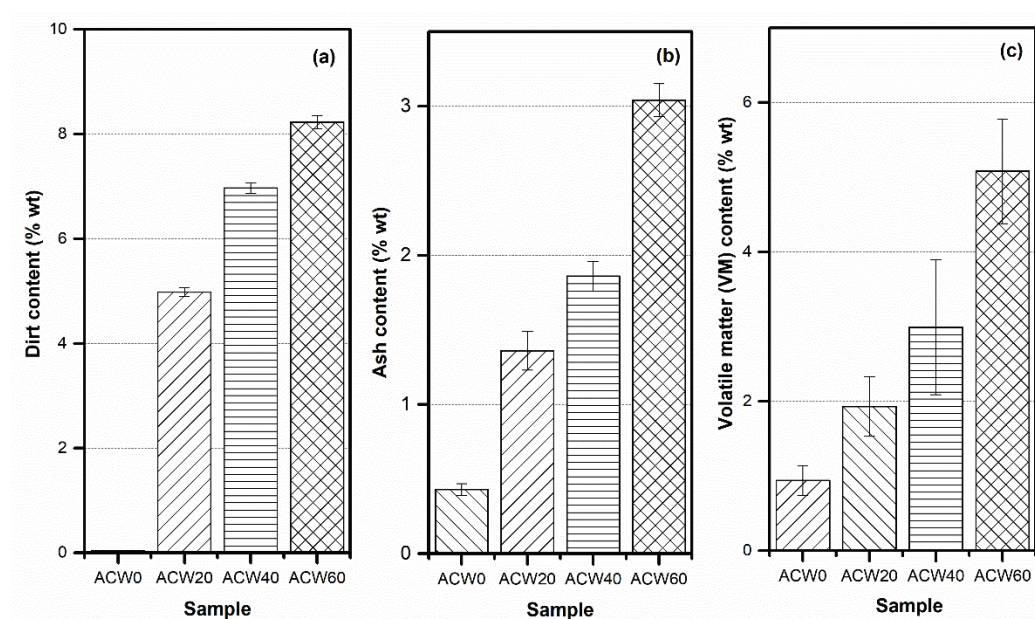 (a)
Dirt content (% wt)
10
8
6
4
2
0
ACW0 ACW20 ACW40 ACW60
Sample
(b)
Ash content (% wt)
3
2
1
0
ACW0 ACW20 ACW40 ACW60
Sample
(c)
Volatile matter (VM) content (% wt)
6
4
2
0
ACW0 ACW20 ACW40 ACW60
Sample